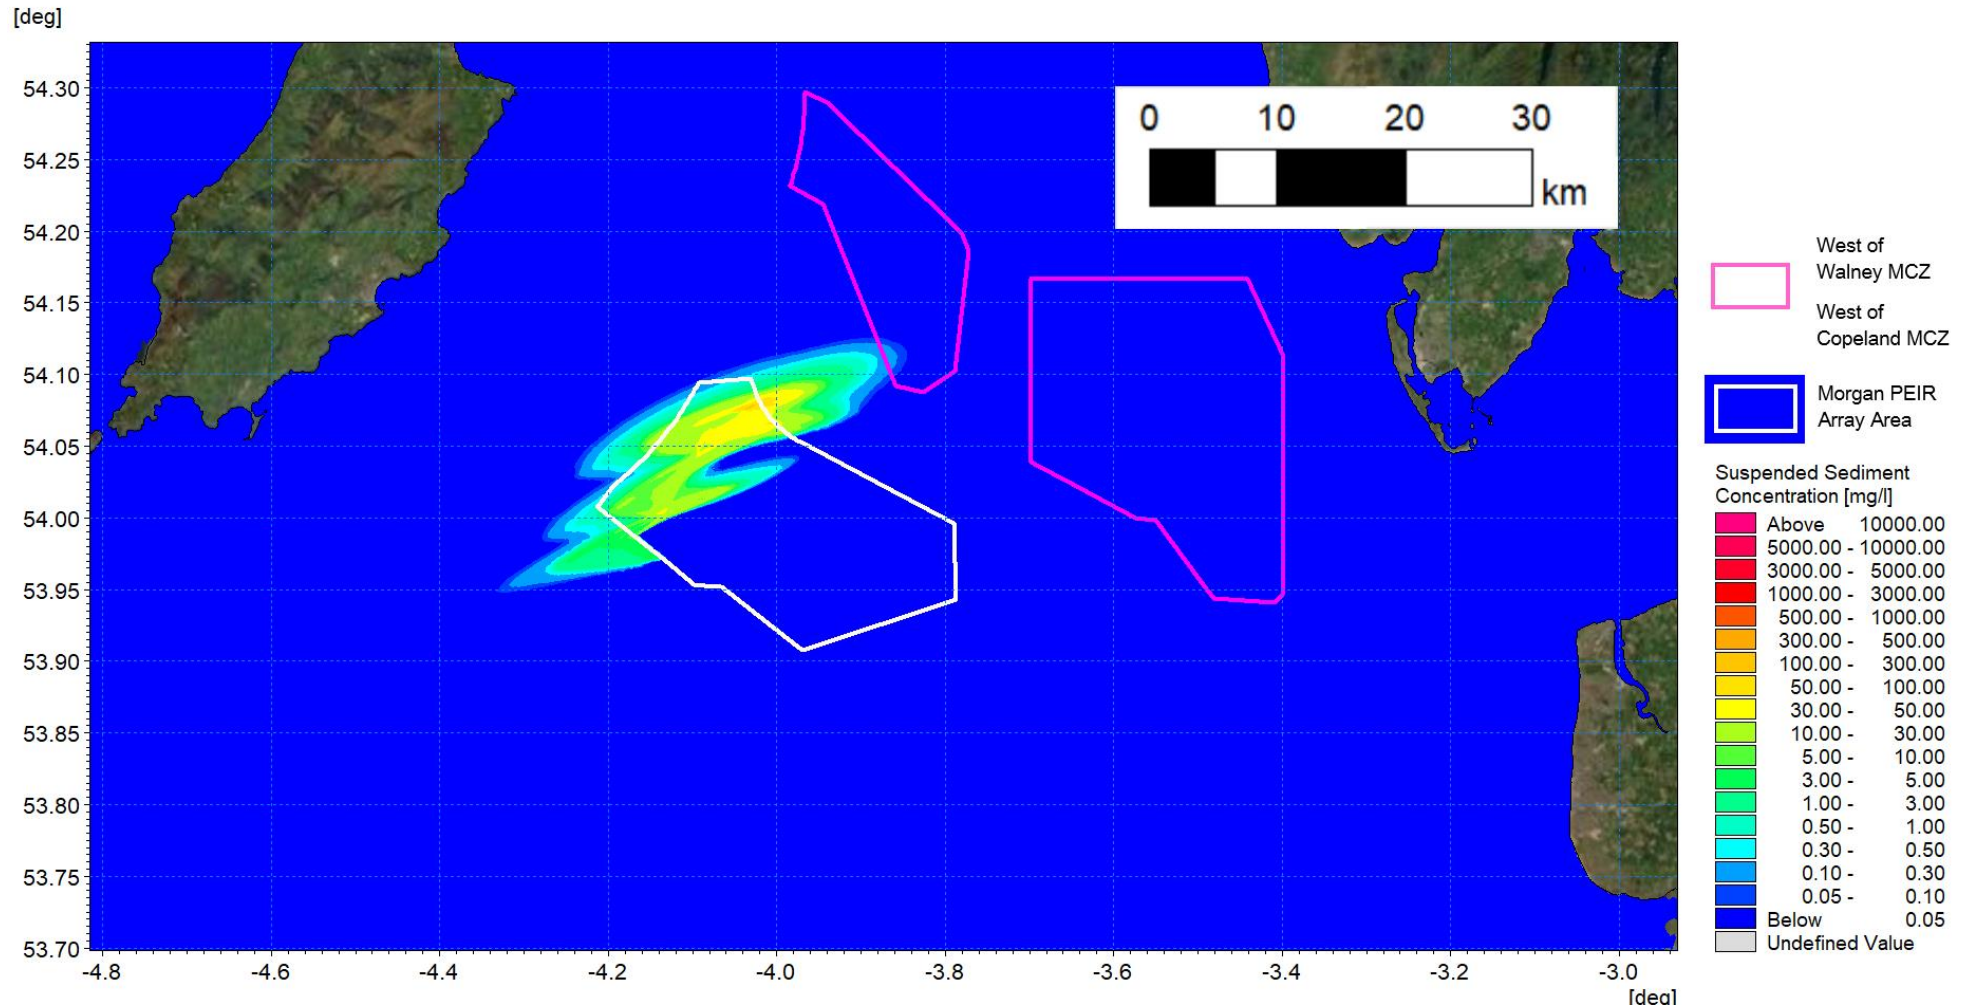 [deg]
54.30
54.25
54.20
54.15
54.10
54.05
54.00
53.95
53.90
53.85
53.80
53.75
53.70
-4.8 -4.6 -4.4 -4.2 -4.0 -3.8 -3.6 -3.4 -3.2 -3.0
[deg]
0 10 20 30
km
West of
Walney MCZ
West of
Copeland MCZ
Morgan PEIR
Array Area
Suspended Sediment
Concentration [mg/l]
Above 10000.00
5000.00 - 10000.00
3000.00 - 5000.00
1000.00 - 3000.00
500.00 - 1000.00
300.00 - 500.00
100.00 - 300.00
50.00 - 100.00
30.00 - 50.00
10.00 - 30.00
5.00 - 10.00
3.00 - 5.00
1.00 - 3.00
0.50 - 1.00
0.30 - 0.50
0.10 - 0.30
0.05 - 0.10
Below 0.05
Undefined Value